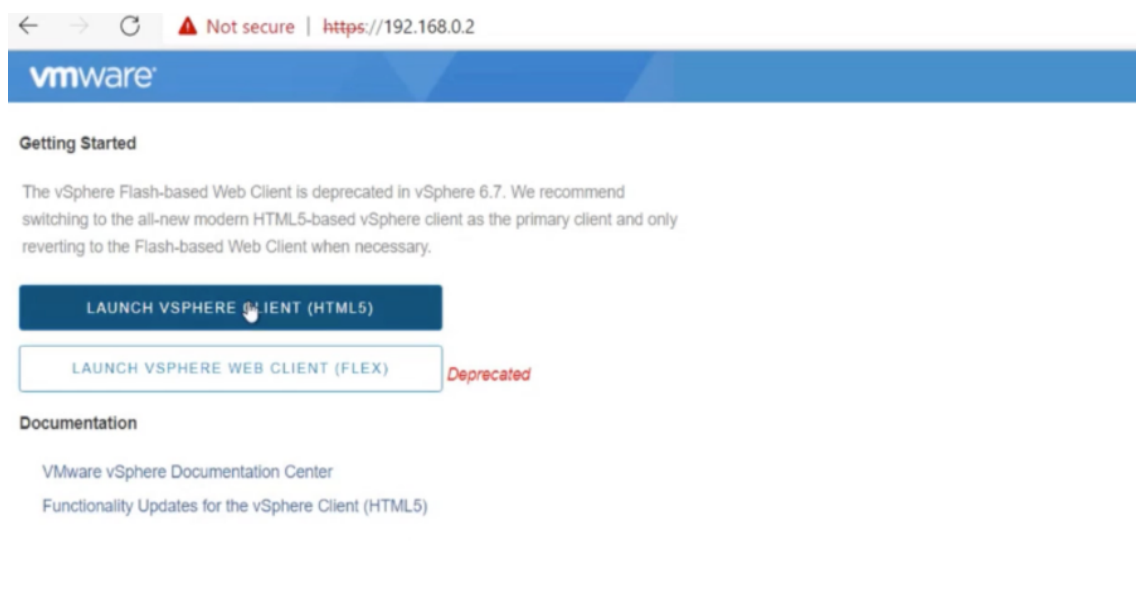 Not secure | https://192.168.0.2
vmware
Getting Started
The vSphere Flash-based Web Client is deprecated in vSphere 6.7. We recommend
switching to the all-new modern HTML5-based vSphere client as the primary client and only
reverting to the Flash-based Web Client when necessary.
LAUNCH VSPHERE CLIENT (HTML5)
LAUNCH VSPHERE WEB CLIENT (FLEX)
Deprecated
Documentation
VMware vSphere Documentation Center
Functionality Updates for the vSphere Client (HTML5)